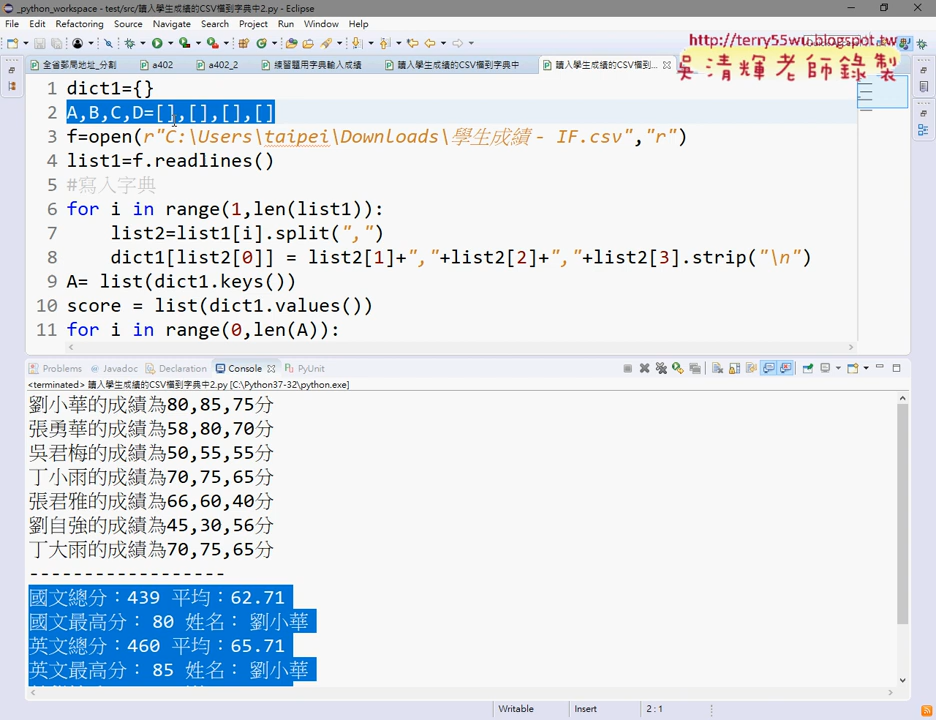 _python_workspace - test/src/讀入學生成績的CSV檔到字典中2.py - Eclipse
File Edit Refactoring Source Navigate Search Project Run Window Help
http://terry55wu.blogspot.tw
吳清輝老師錄製
全省郵局地址_分割 a402 a402_2 練習題用字典輸入成績 讀入學生成績的CSV檔到字典中 讀入學生成績的CSV檔到...
1 dict1={}
2 A,B,C,D=[],[],[],[]
3 f=open(r"C:\Users\taipei\Downloads\學生成績 - IF.csv","r")
4 list1=f.readlines()
5 #寫入字典
6 for i in range(1,len(list1)):
7 list2=list1[i].split(",")
8 dict1[list2[0]] = list2[1]+","+list2[2]+","+list2[3].strip("\n")
9 A= list(dict1.keys())
10 score = list(dict1.values())
11 for i in range(0,len(A)):
Problems Javadoc Declaration Console PyUnit
<terminated> 讀入學生成績的CSV檔到字典中2.py [C:\Python37-32\python.exe]
劉小華的成績為80,85,75分
張勇華的成績為58,80,70分
吳君梅的成績為50,55,55分
丁小雨的成績為70,75,65分
張君雅的成績為66,60,40分
劉自強的成績為45,30,56分
丁大雨的成績為70,75,65分
------------------
國文總分：439 平均：62.71
國文最高分： 80 姓名： 劉小華
英文總分：460 平均：65.71
英文最高分： 85 姓名： 劉小華
Writable Insert 2 : 1